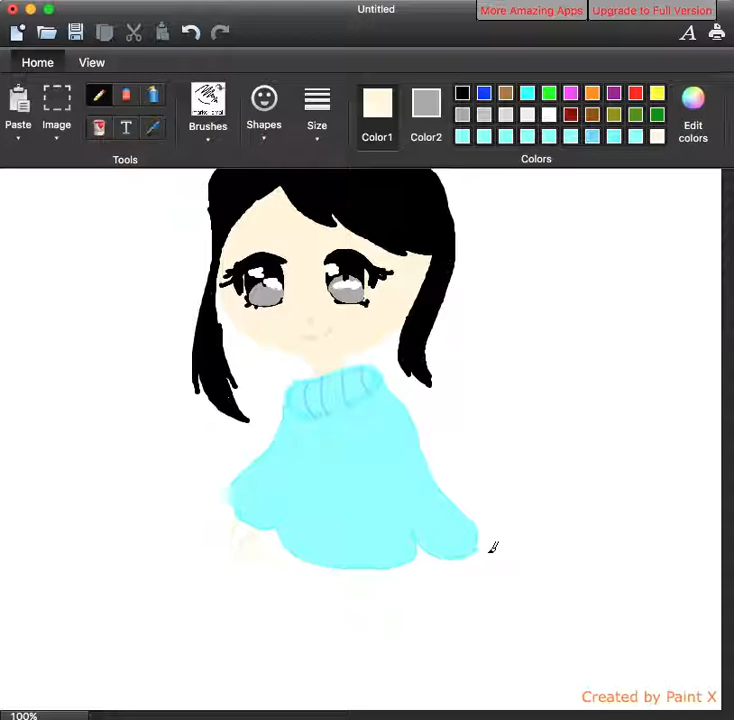 Untitled
More Amazing Apps
Upgrade to Full Version
A
Home
View
Paste
Image
T
Tools
Brushes
Shapes
Size
Color1
Color2
Colors
Edit
colors
Created by Paint X
100%